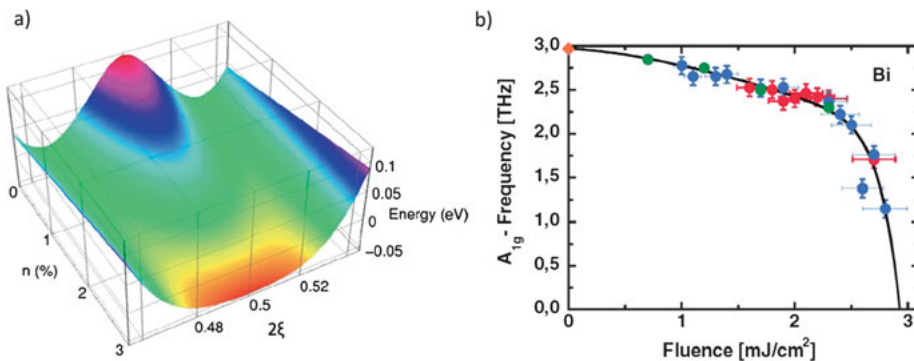 a)
0
1
2
3
n (%)
0.48
0.5
0.52
2ξ
0.1
0.05
0
−0.05
Energy (eV)
b)
Bi
3,0
2,5
2,0
1,5
1,0
0,5
0,0
A1g - Frequency [THz]
0
1
2
3
Fluence [mJ/cm²]